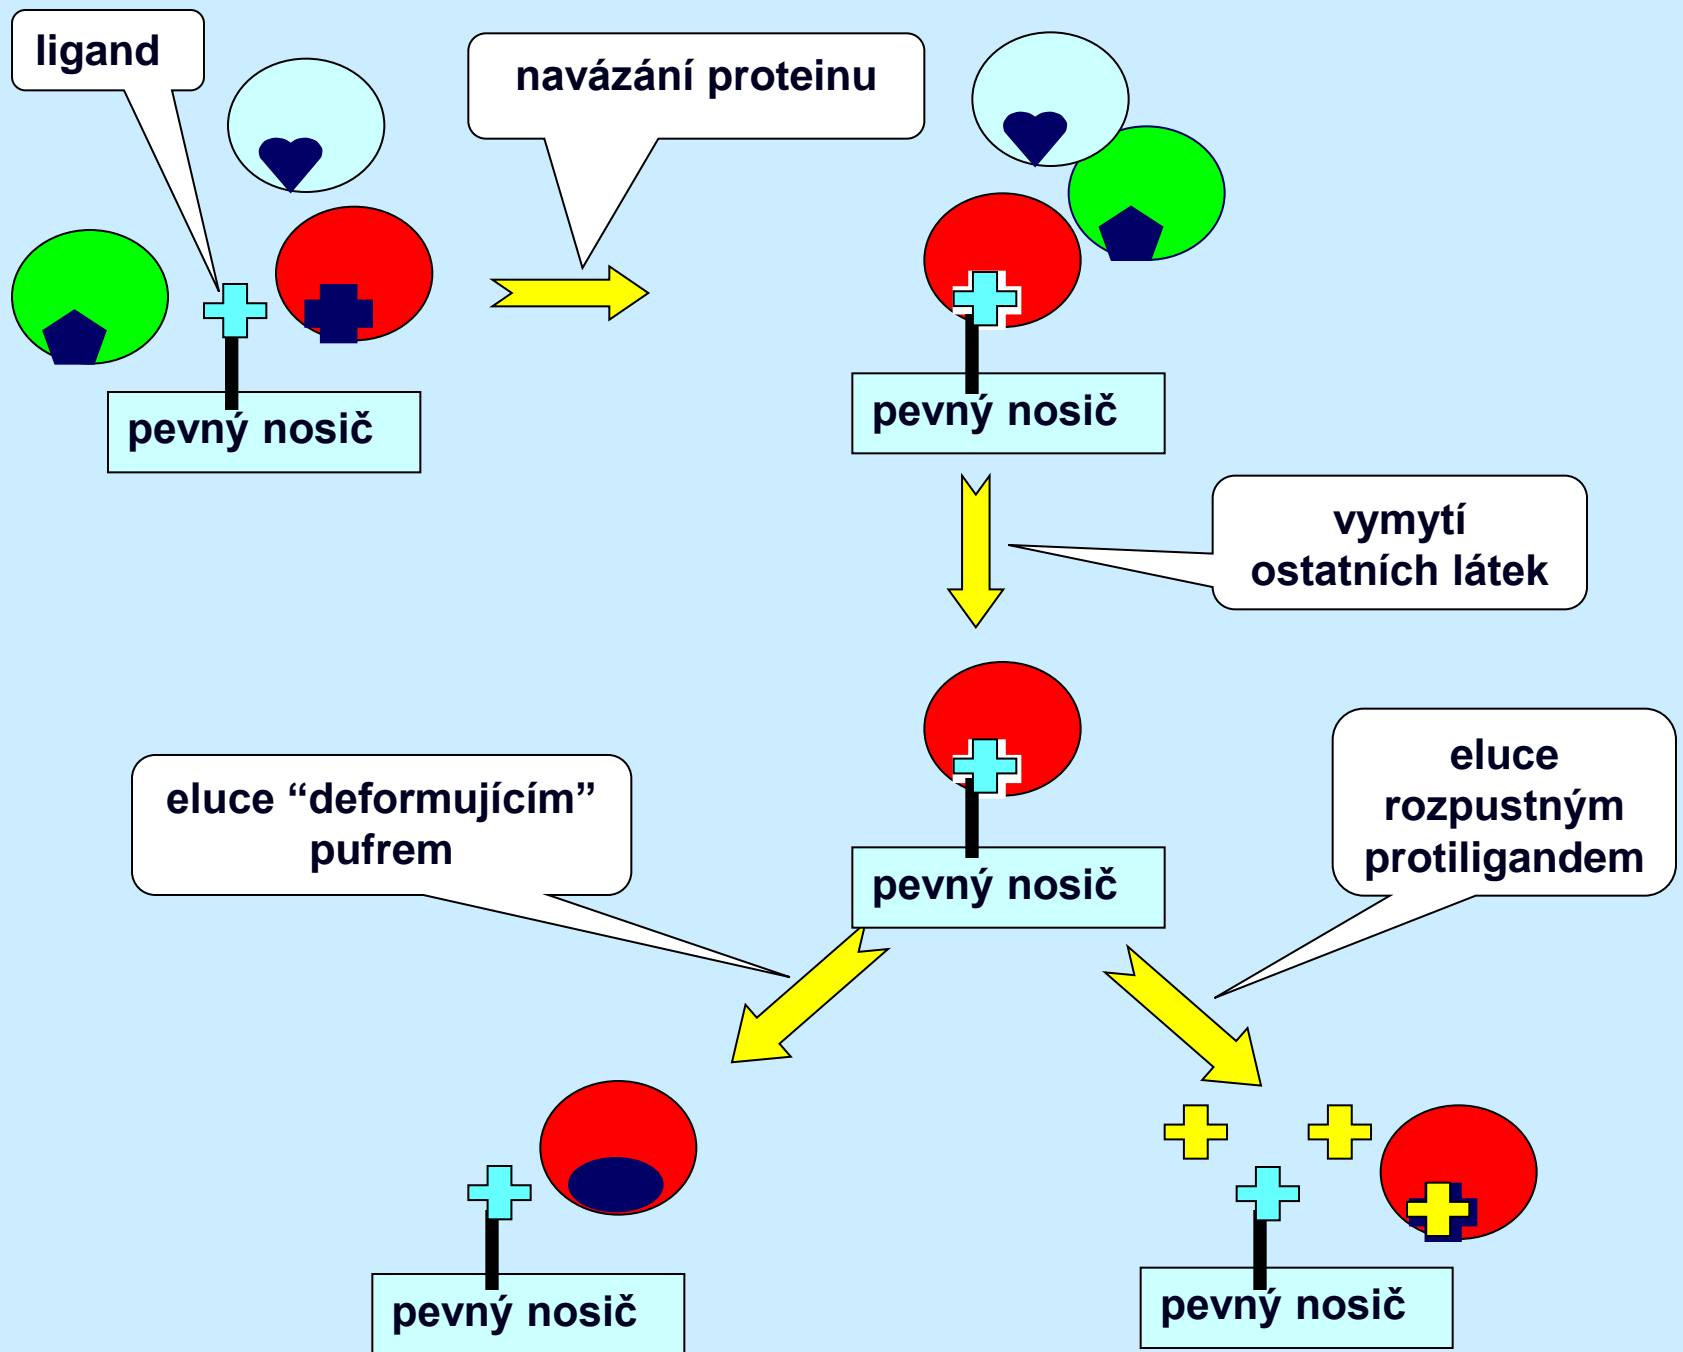 ligand
navázání proteinu
pevný nosič
pevný nosič
vymytí
ostatních látek
eluce “deformujícím”
pufrem
pevný nosič
eluce
rozpustným
protiligandem
pevný nosič
pevný nosič